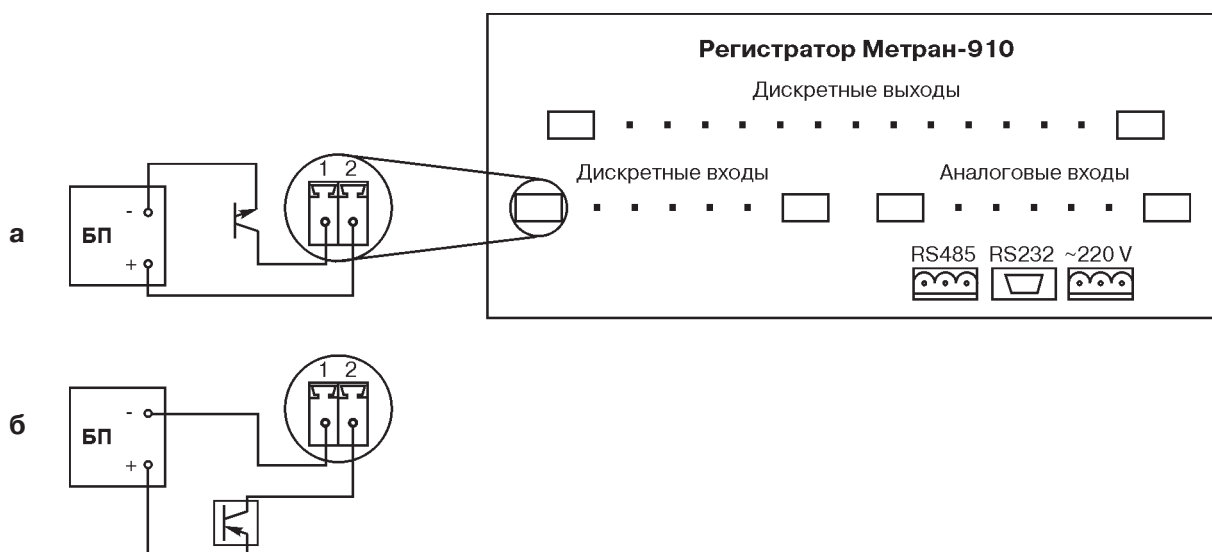 Регистратор Метран-910
Дискретные выходы
Дискретные входы
Аналоговые входы
RS485 RS232 ~220 V
а
БП
-
+
1 2
б
БП
-
+
1 2